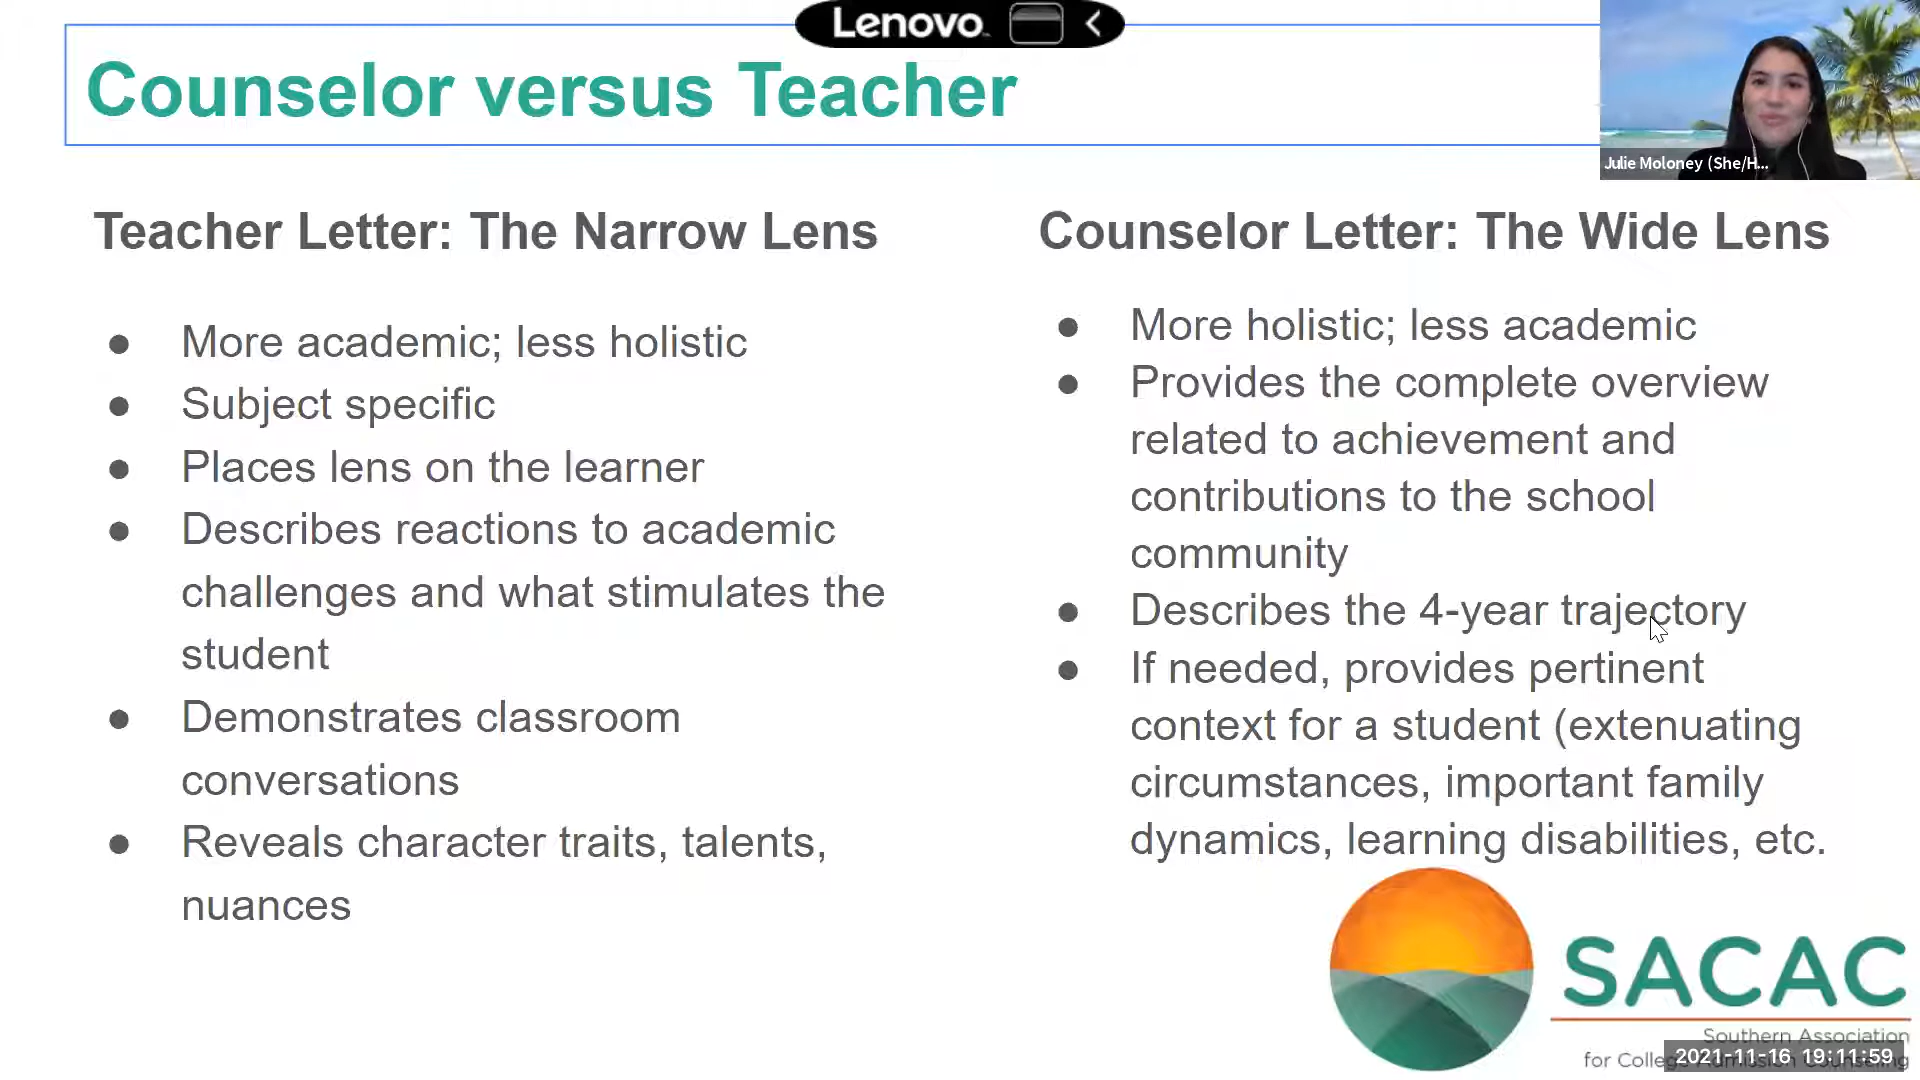 Lenovo
Counselor versus Teacher
Julie Moloney (She/H...
Teacher Letter: The Narrow Lens
● More academic; less holistic
● Subject specific
● Places lens on the learner
● Describes reactions to academic
challenges and what stimulates the
student
● Demonstrates classroom
conversations
● Reveals character traits, talents,
nuances
Counselor Letter: The Wide Lens
● More holistic; less academic
● Provides the complete overview
related to achievement and
contributions to the school
community
● Describes the 4-year trajectory
● If needed, provides pertinent
context for a student (extenuating
circumstances, important family
dynamics, learning disabilities, etc.
SACAC
Southern Association
for College Admission Counseling
2021-11-16 19:11:59